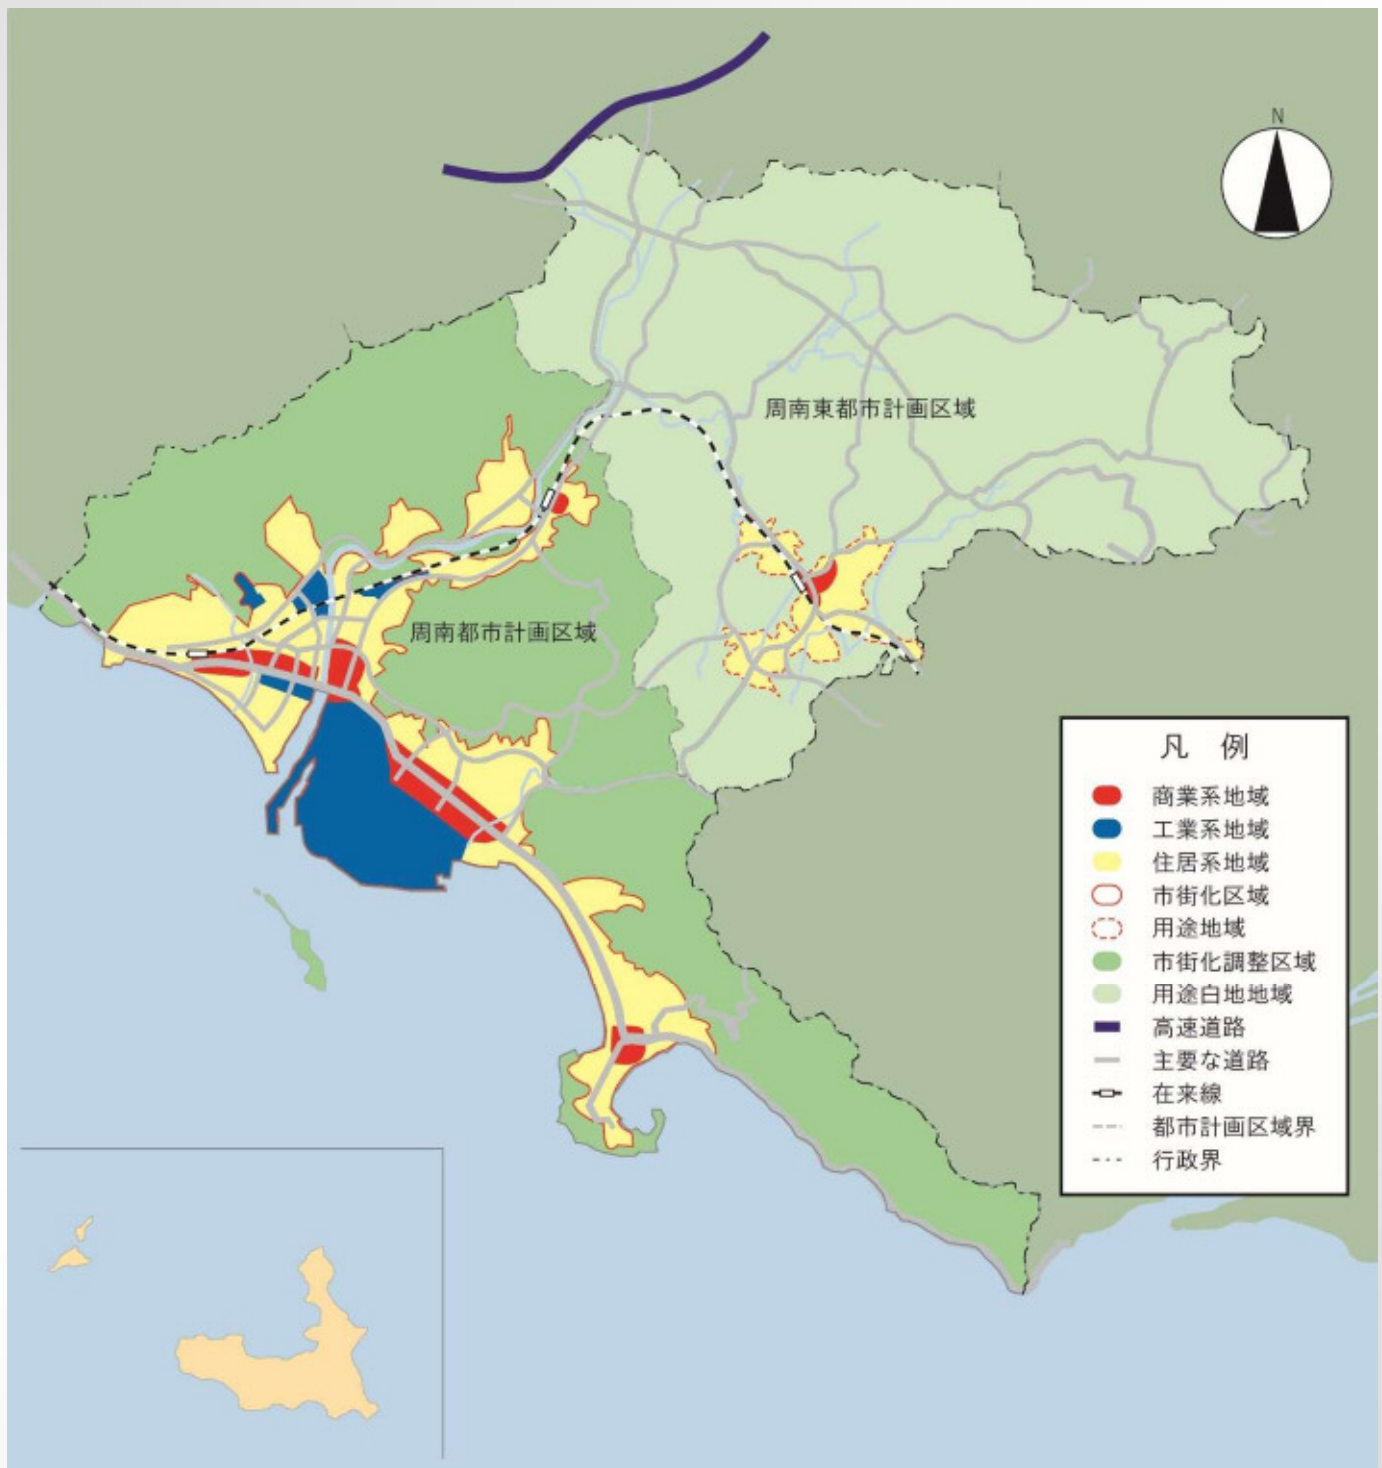 N
周南東都市計画区域
周南都市計画区域
凡 例
商業系地域
工業系地域
住居系地域
市街化区域
用途地域
市街化調整区域
用途白地地域
高速道路
主要な道路
在来線
都市計画区域界
行政界